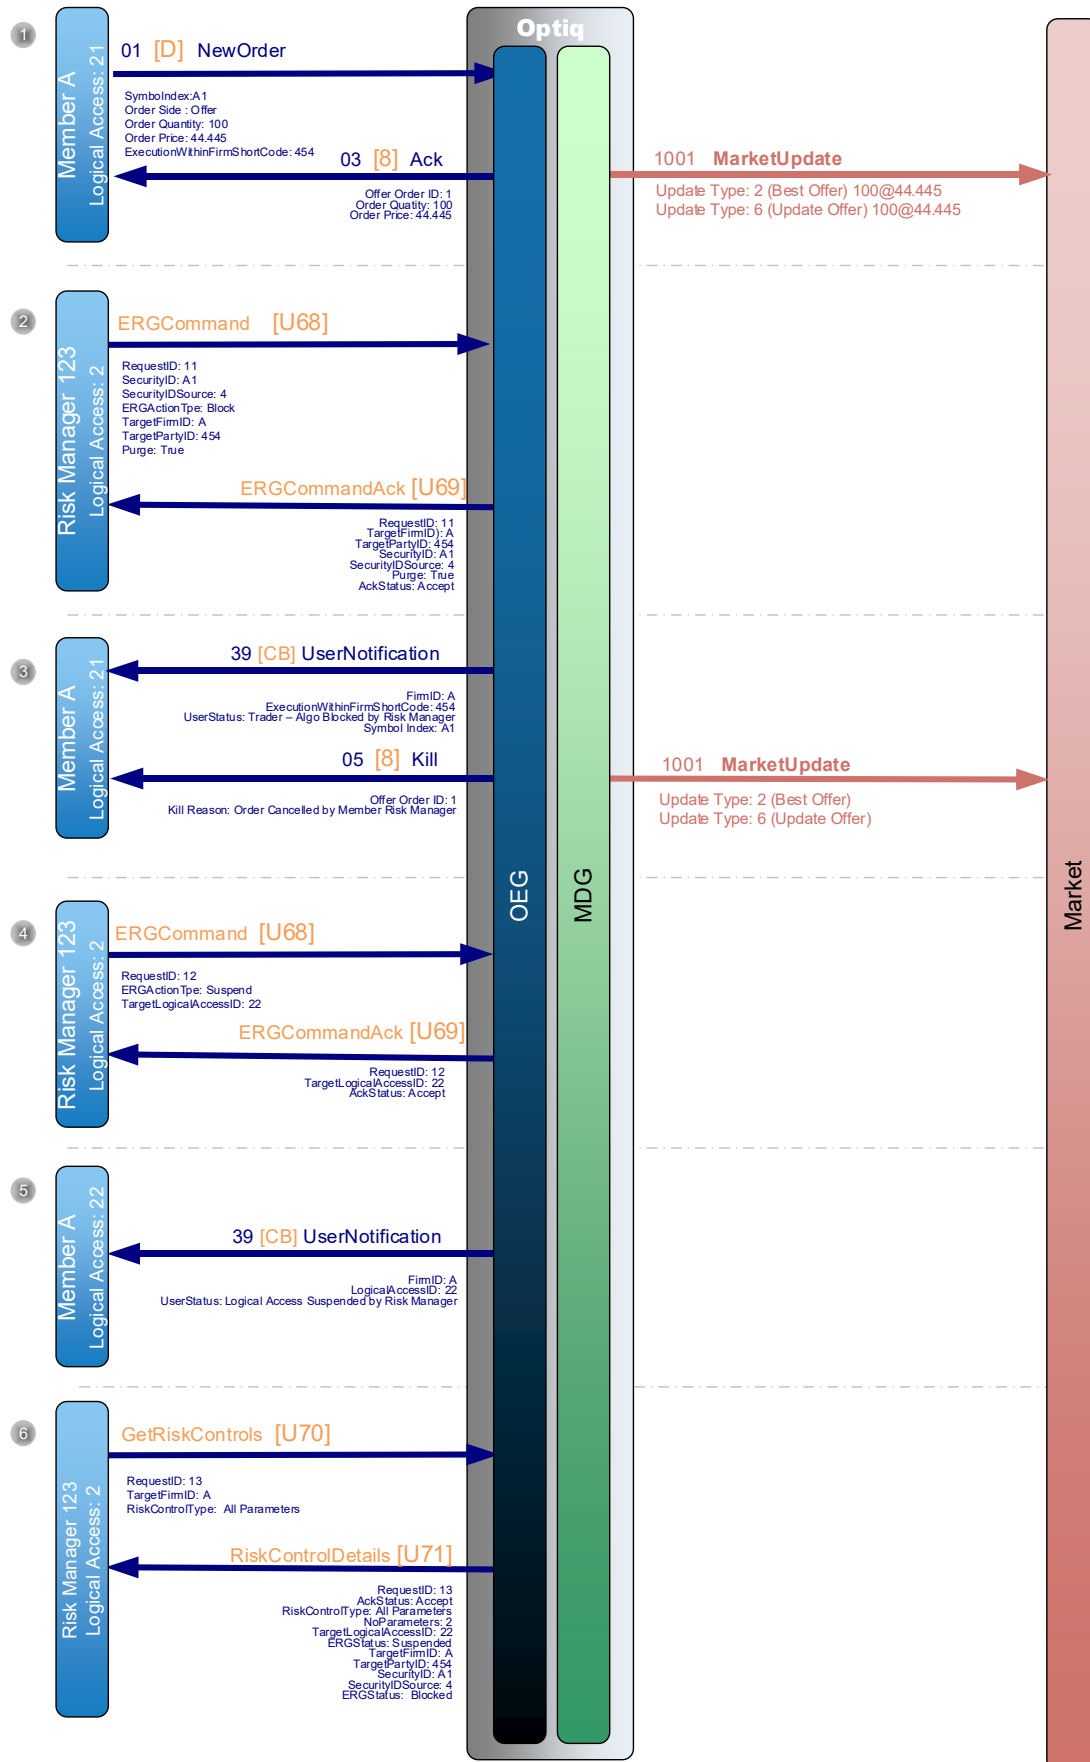 Optiq
1
Member A
Logical Access: 21
01 [D] NewOrder
SymbolIndex:A1
Order Side : Offer
Order Quantity: 100
Order Price: 44.445
ExecutionWithinFirmShortCode: 454
03 [8] Ack
Offer Order ID: 1
Order Quatity: 100
Order Price: 44.445
1001 MarketUpdate
Update Type: 2 (Best Offer) 100@44.445
Update Type: 6 (Update Offer) 100@44.445
2
Risk Manager 123
Logical Access: 2
ERGCommand [U68]
RequestID: 11
SecurityID: A1
SecurityIDSource: 4
ERGActionTpe: Block
TargetFirmID: A
TargetPartyID: 454
Purge: True
ERGCommandAck [U69]
RequestID: 11
TargetFirmID): A
TargetPartyID: 454
SecurityID: A1
SecurityIDSource: 4
Purge: True
AckStatus: Accept
3
Member A
Logical Access: 21
39 [CB] UserNotification
FirmID: A
ExecutionWithinFirmShortCode: 454
UserStatus: Trader – Algo Blocked by Risk Manager
Symbol Index: A1
05 [8] Kill
Offer Order ID: 1
Kill Reason: Order Cancelled by Member Risk Manager
1001 MarketUpdate
Update Type: 2 (Best Offer)
Update Type: 6 (Update Offer)
OEG
MDG
Market
4
Risk Manager 123
Logical Access: 2
ERGCommand [U68]
RequestID: 12
ERGActionTpe: Suspend
TargetLogicalAccessID: 22
ERGCommandAck [U69]
RequestID: 12
TargetLogicalAccessID: 22
AckStatus: Accept
5
Member A
Logical Access: 22
39 [CB] UserNotification
FirmID: A
LogicalAccessID: 22
UserStatus: Logical Access Suspended by Risk Manager
6
Risk Manager 123
Logical Access: 2
GetRiskControls [U70]
RequestID: 13
TargetFirmID: A
RiskControlType: All Parameters
RiskControlDetails [U71]
RequestID: 13
AckStatus: Accept
RiskControlType: All Parameters
NoParameters: 2
TargetLogicalAccessID: 22
ERGStatus: Suspended
TargetFirmID: A
TargetPartyID: 454
SecurityID: A1
SecurityIDSource: 4
ERGStatus: Blocked